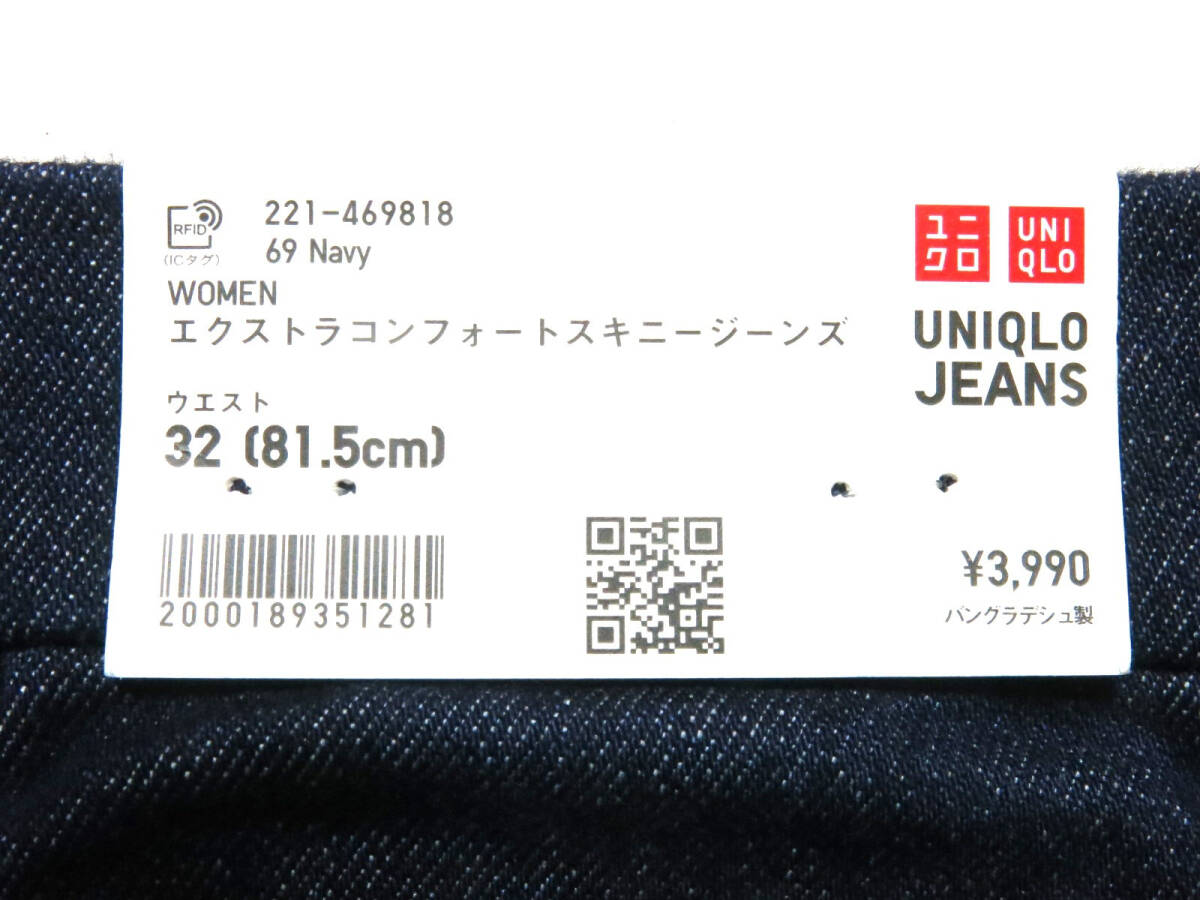 RFID
(ICタグ)
221-469818
69 Navy
WOMEN
エクストラコンフォートスキニージーンズ
ウエスト
32 (81.5cm)
2000189351281
ユニ
クロ
UNI
QLO
UNIQLO
JEANS
¥3,990
バングラデシュ製